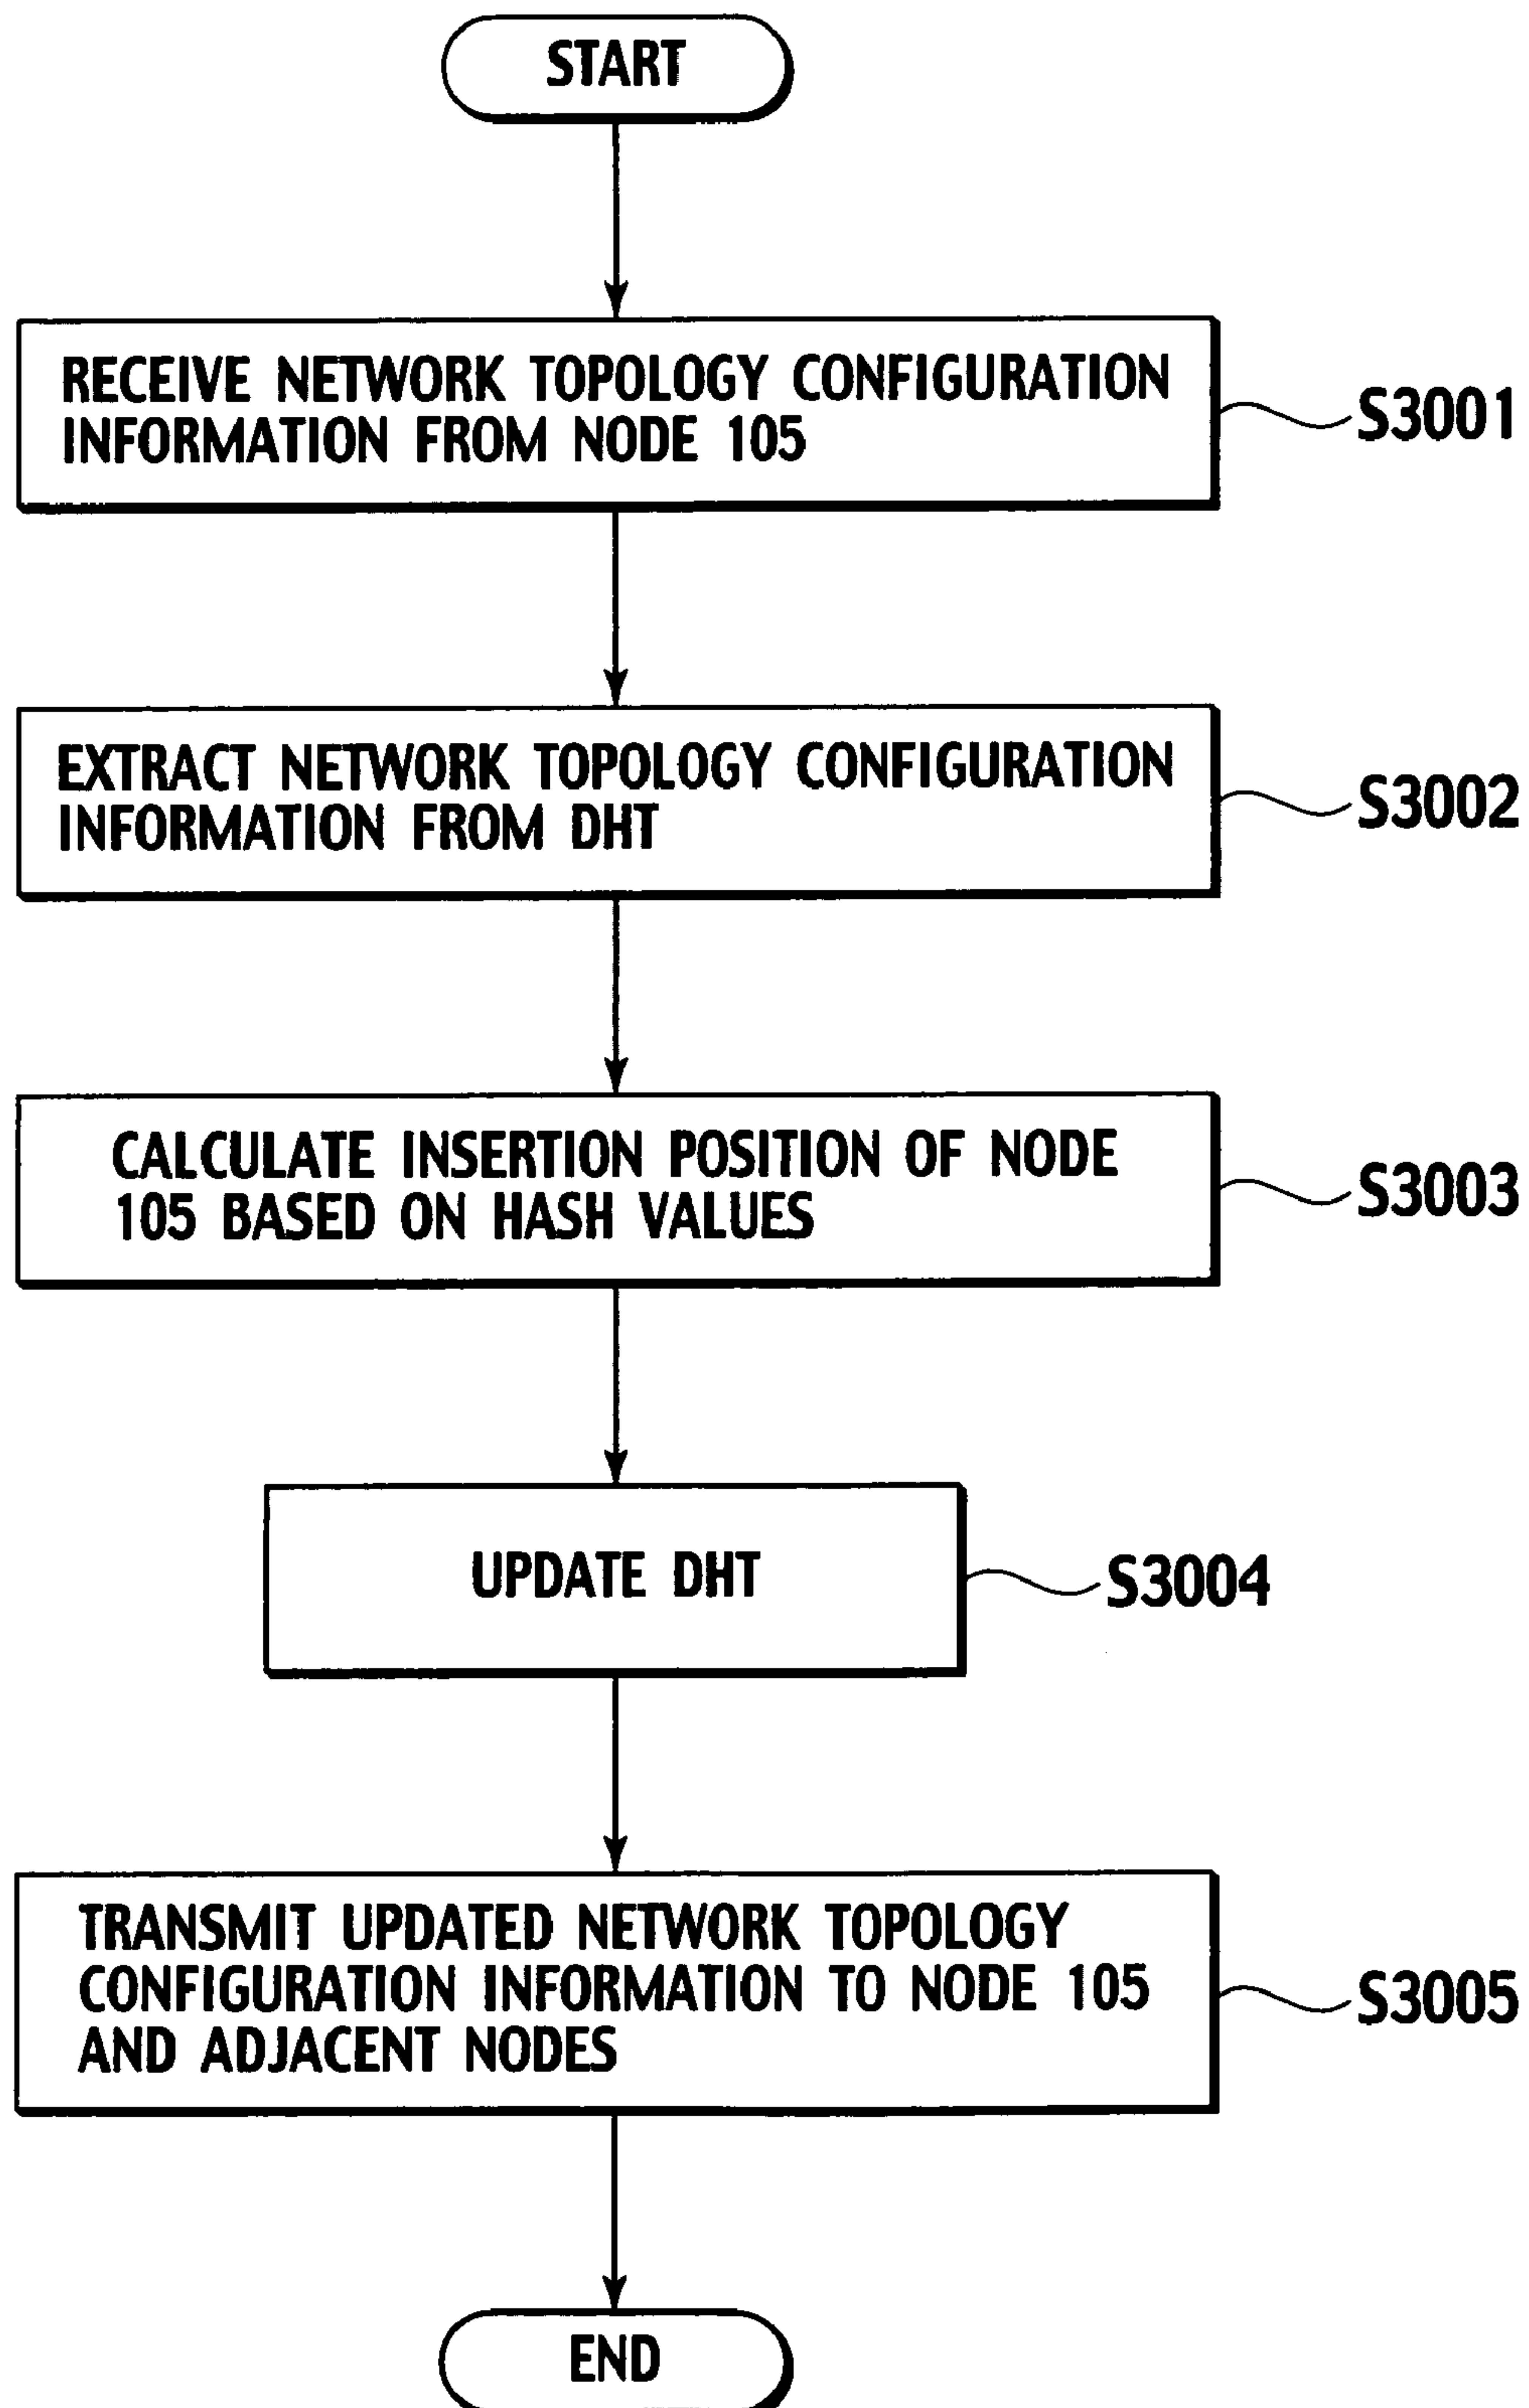 START
RECEIVE NETWORK TOPOLOGY CONFIGURATION
INFORMATION FROM NODE 105
S3001
EXTRACT NETWORK TOPOLOGY CONFIGURATION
INFORMATION FROM DHT
S3002
CALCULATE INSERTION POSITION OF NODE
105 BASED ON HASH VALUES
S3003
UPDATE DHT
S3004
TRANSMIT UPDATED NETWORK TOPOLOGY
CONFIGURATION INFORMATION TO NODE 105
AND ADJACENT NODES
S3005
END